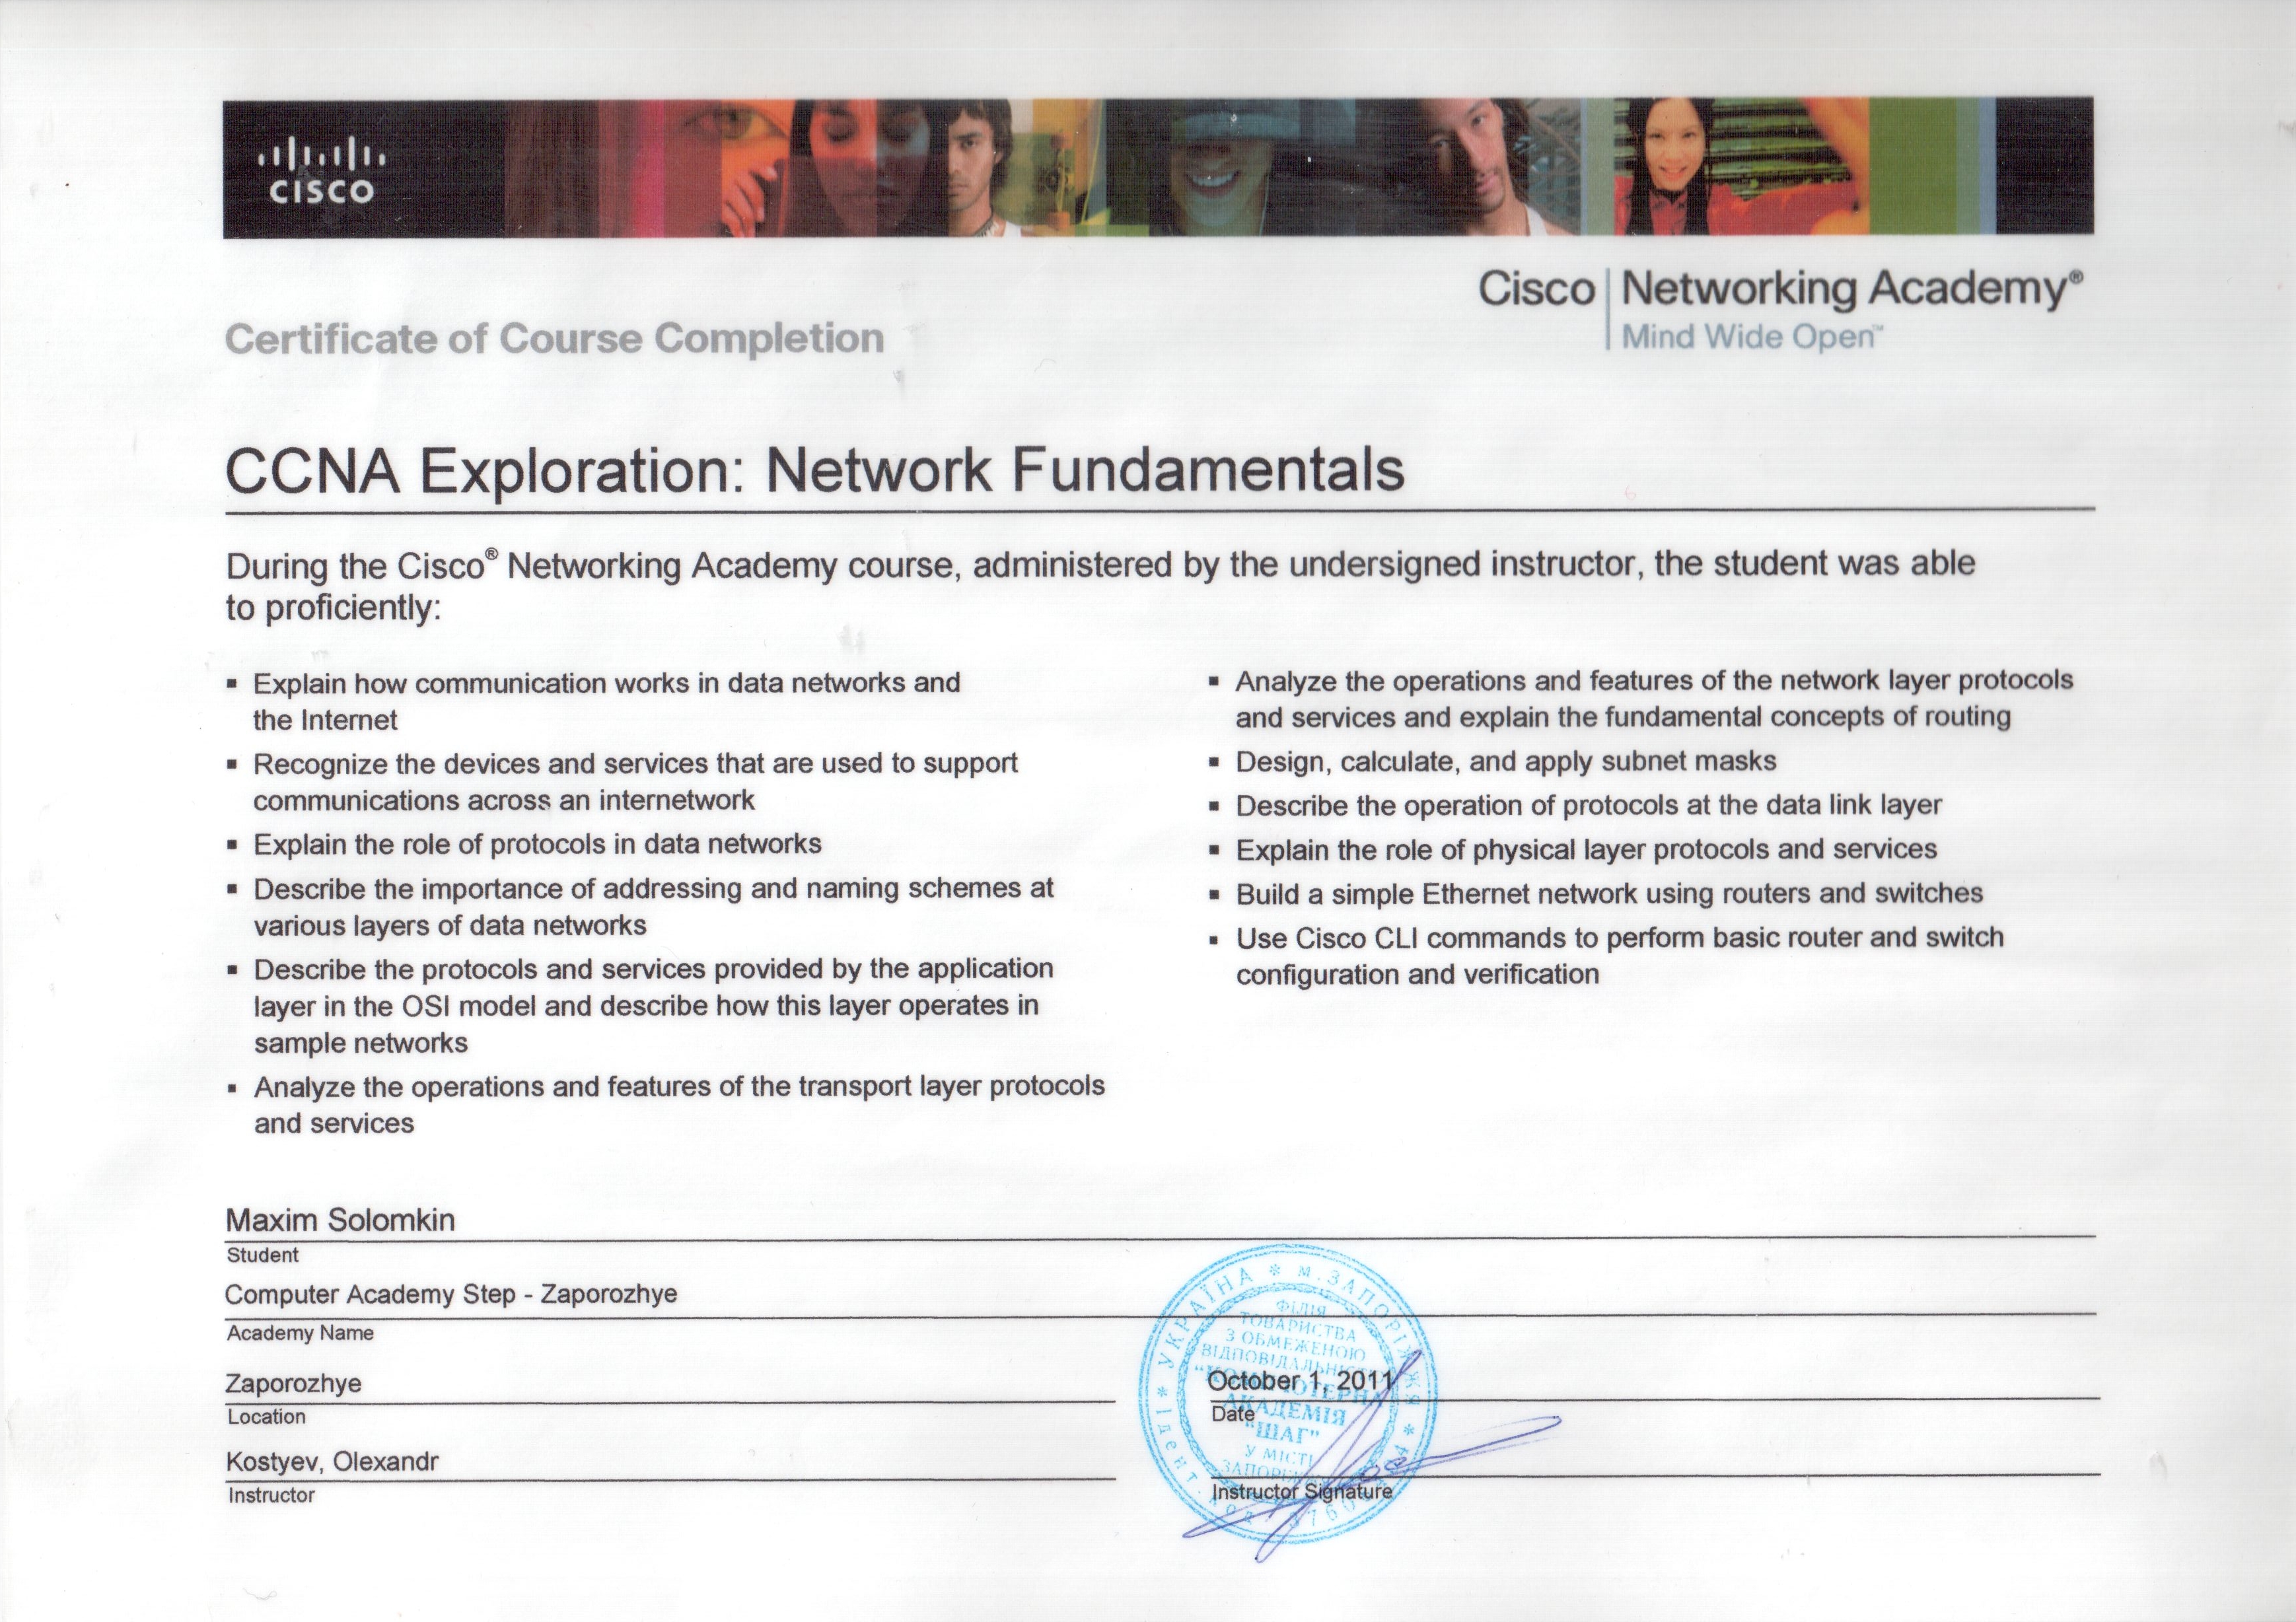 CISCO
Cisco | Networking Academy®
Mind Wide Open™
Certificate of Course Completion
CCNA Exploration: Network Fundamentals
During the Cisco® Networking Academy course, administered by the undersigned instructor, the student was able
to proficiently:
▪ Explain how communication works in data networks and
the Internet
▪ Recognize the devices and services that are used to support
communications across an internetwork
▪ Explain the role of protocols in data networks
▪ Describe the importance of addressing and naming schemes at
various layers of data networks
▪ Describe the protocols and services provided by the application
layer in the OSI model and describe how this layer operates in
sample networks
▪ Analyze the operations and features of the transport layer protocols
and services
▪ Analyze the operations and features of the network layer protocols
and services and explain the fundamental concepts of routing
▪ Design, calculate, and apply subnet masks
▪ Describe the operation of protocols at the data link layer
▪ Explain the role of physical layer protocols and services
▪ Build a simple Ethernet network using routers and switches
▪ Use Cisco CLI commands to perform basic router and switch
configuration and verification
Maxim Solomkin
Student
Computer Academy Step - Zaporozhye
Academy Name
Zaporozhye
Location
October 1, 2011
Date
Kostyev, Olexandr
Instructor
Instructor Signature
УКРАЇНА * м.ЗАПОРІЖЖЯ *
ФІЛІЯ
ТОВАРИСТВА
З ОБМЕЖЕНОЮ
ВІДПОВІДАЛЬНІСТЮ
АКАДЕМІЯ
"ШАГ"
У МІСТІ